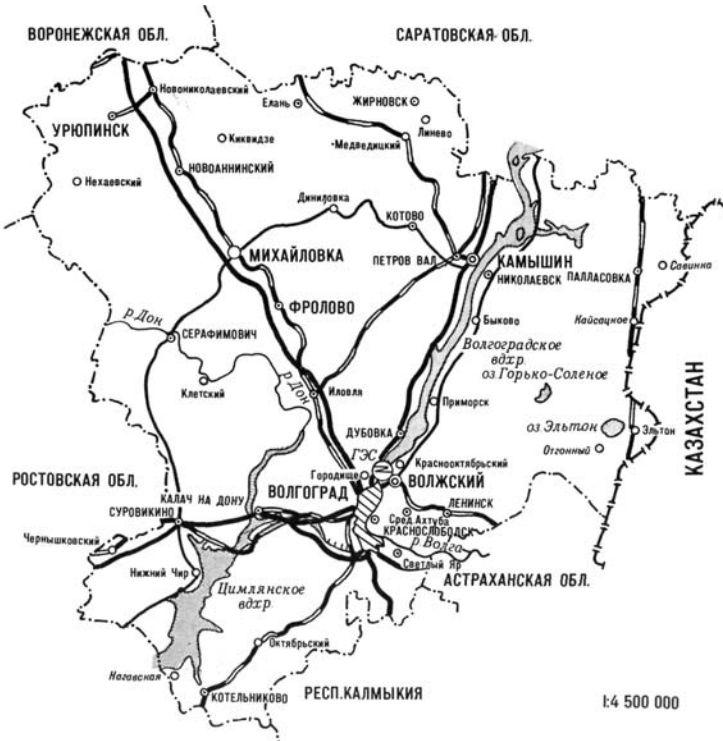 ВОРОНЕЖСКАЯ ОБЛ.
САРАТОВСКАЯ ОБЛ.
Новониколаевский
Елань
ЖИРНОВСК
УРЮПИНСК
Линево
Киквидзе
Медведицкий
НОВОАННИНСКИЙ
Нехаевский
Диниловка
КОТОВО
МИХАЙЛОВКА
ПЕТРОВ ВАЛ
КАМЫШИН
НИКОЛАЕВСК
ПАЛЛАСОВКА
Савинка
ФРОЛОВО
р. Дон
СЕРАФИМОВИЧ
Быково
Кайсацкое
Волгоградское
вдхр.
оз.Горько-Соленое
Клетский
р. Дон
Иловля
Приморск
КАЗАХСТАН
ДУБОВКА
оз Эльтон
Эльтон
Отгонный
ГЭС
Краснооктябрьский
РОСТОВСКАЯ ОБЛ.
Городище
ВОЛЖСКИЙ
КАЛАЧ НА ДОНУ
ВОЛГОГРАД
ЛЕНИНСК
СУРОВИКИНО
Сред.Ахтуба
КРАСНОСЛОБОДСК
Чернышковский
р. Волга
Светлый Яр
Нижний Чир
АСТРАХАНСКАЯ ОБЛ.
Цимлянское
вдхр.
Октябрьский
Наговская
КОТЕЛЬНИКОВО
РЕСП.КАЛМЫКИЯ
1:4 500 000